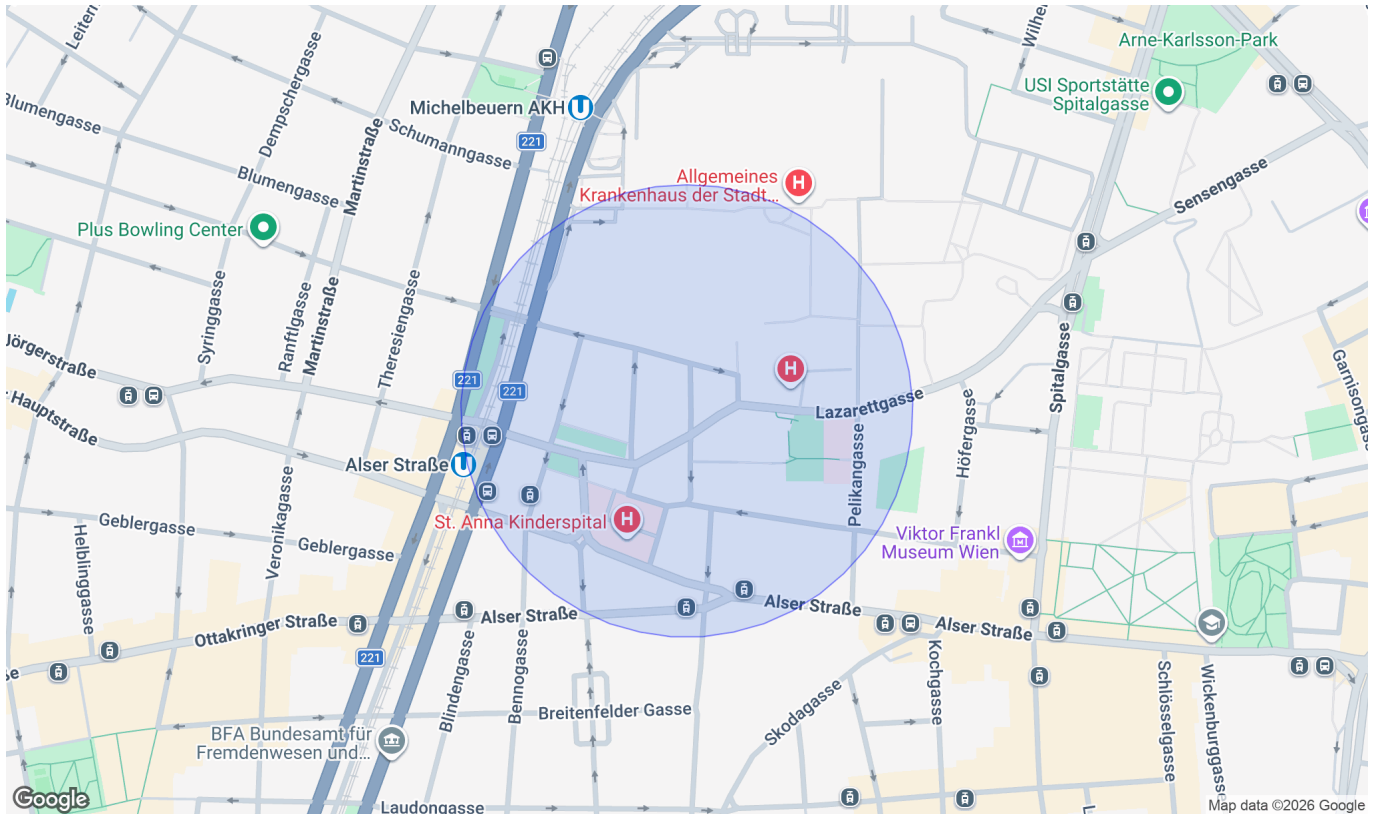 Leitern
Dempschergasse
Wilhe
Arne-Karlsson-Park
USI Sportstätte
Spitalgasse
Michelbeuern AKH
221
Blumengasse
Martinstraße
Schumanngasse
Blumengasse
Allgemeines
Krankenhaus der Stadt...
Sensengasse
Plus Bowling Center
Syringgasse
Ranftlgasse
Martinstraße
Theresiengasse
Jörgerstraße
221
221
Spitalgasse
Garnisongasse
r Hauptstraße
Lazarettgasse
Höfergasse
Alser Straße
Pelikangasse
Veronikagasse
St. Anna Kinderspital
Geblergasse
Geblergasse
Viktor Frankl
Museum Wien
Helblinggasse
Alser Straße
Alser Straße
Alser Straße
Ottakringer Straße
ße
221
Blindengasse
Bennogasse
Kochgasse
Schlösselgasse
Wickenburggasse
Breitenfelder Gasse
Skodagasse
BFA Bundesamt für
Fremdenwesen und...
Laudongasse
L
Google
Map data ©2026 Google